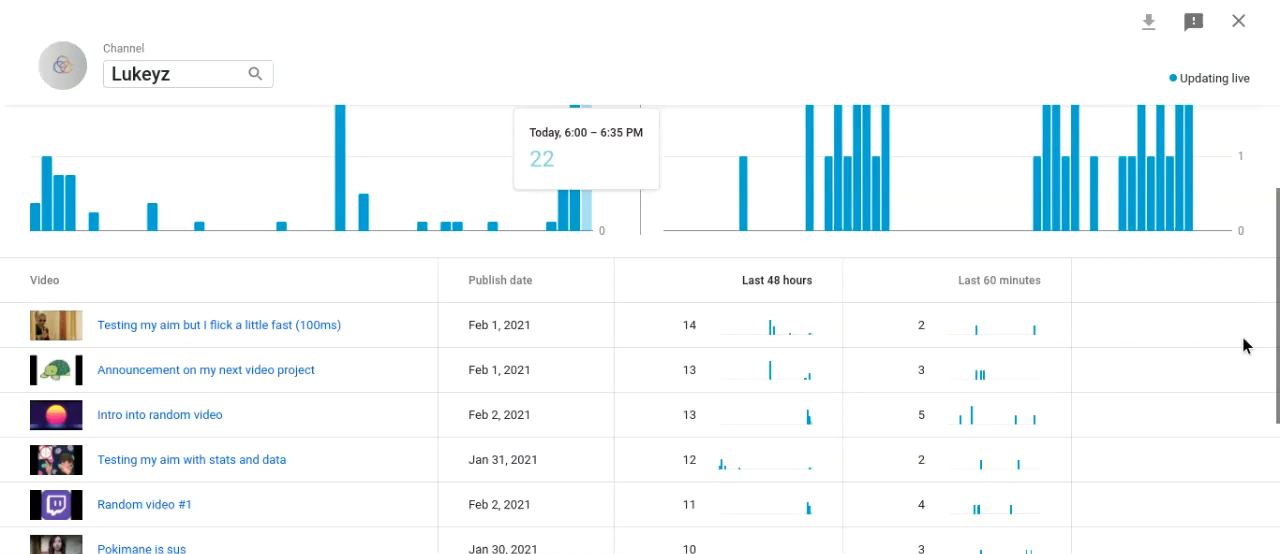 Channel
Lukeyz
Updating live
Today, 6:00 – 6:35 PM
22
1
0
0
Video Publish date Last 48 hours Last 60 minutes
Testing my aim but I flick a little fast (100ms) Feb 1, 2021 14 2
Announcement on my next video project Feb 1, 2021 13 3
Intro into random video Feb 2, 2021 13 5
Testing my aim with stats and data Jan 31, 2021 12 2
Random video #1 Feb 2, 2021 11 4
Pokimane is sus Jan 30, 2021 10 3